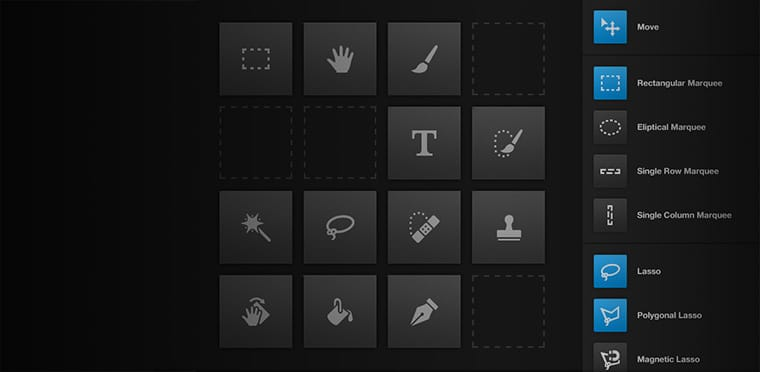 Move
Rectangular Marquee
T
Eliptical Marquee
Single Row Marquee
Single Column Marquee
Lasso
Polygonal Lasso
Magnetic Lasso